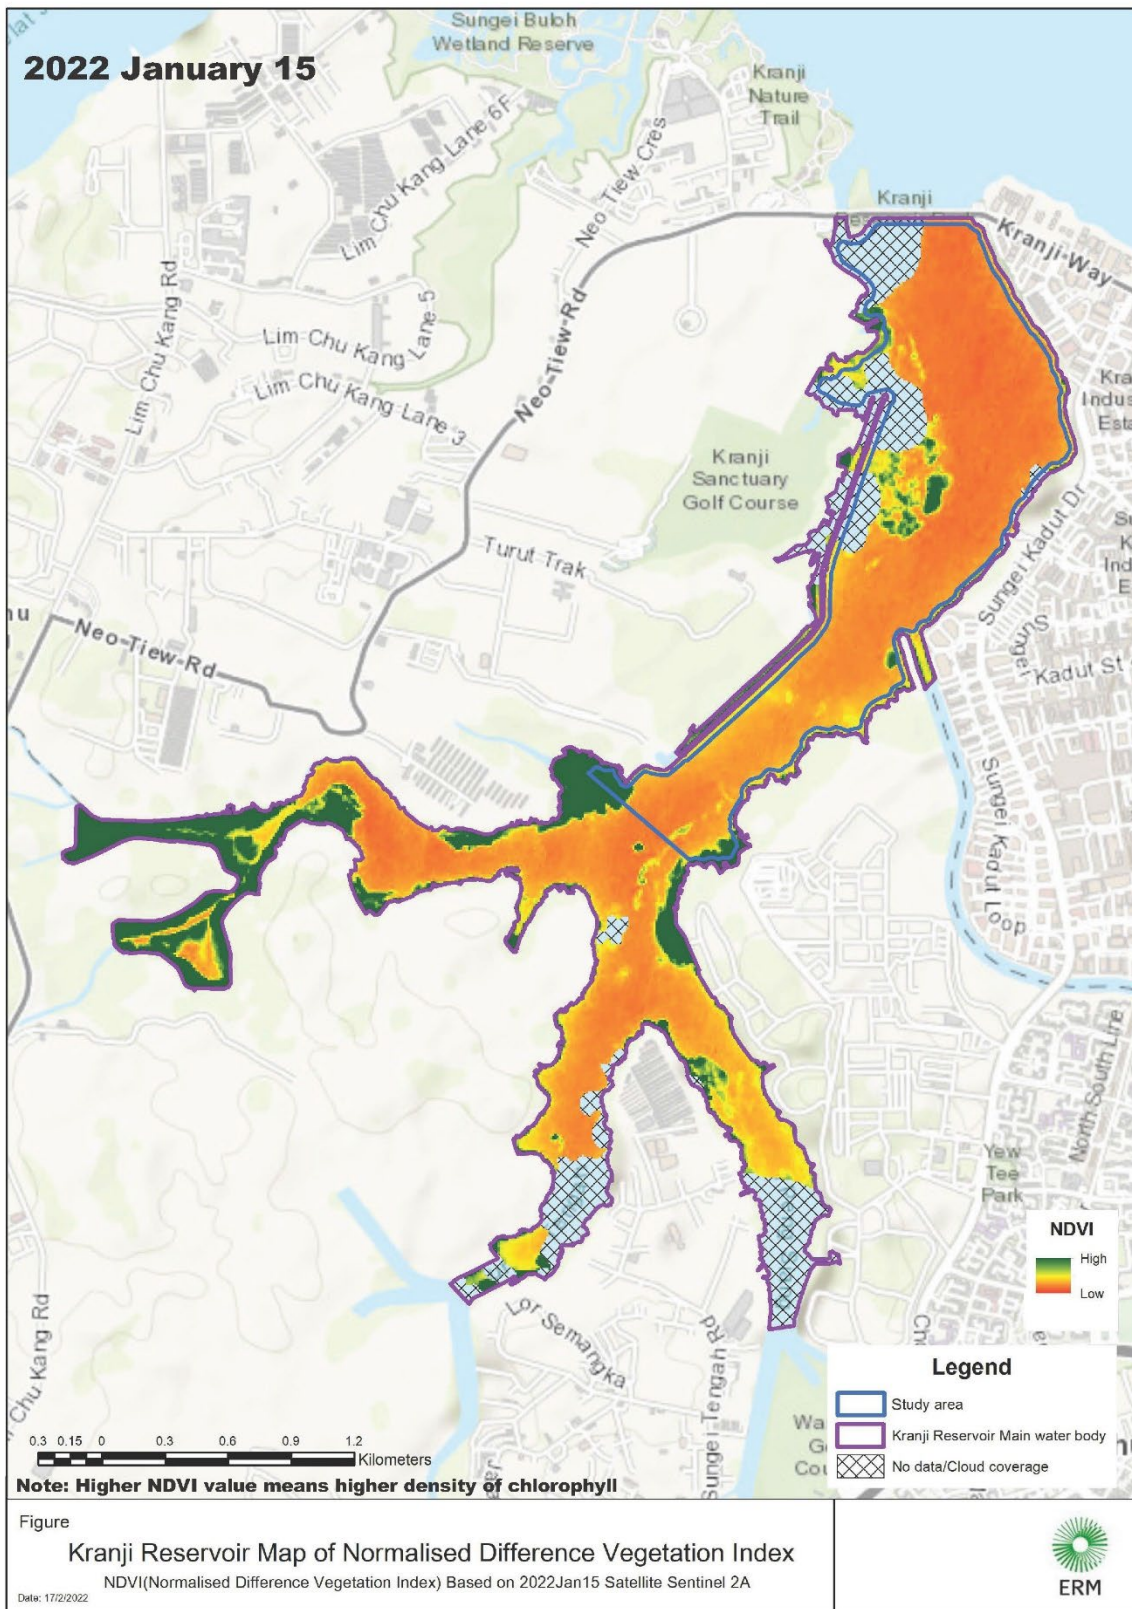 2022 January 15
Sungei Buloh
Wetland Reserve
Kranji
Nature
Trail
Lim Chu Kang Lane 6F
Neo Tiew Cres
Kranji
Kranji-Way
Lim Chu Kang Rd
Lim Chu Kang Lane 5
Lim Chu Kang Lane 3
Neo-Tiew-Rd
Kranji
Sanctuary
Golf Course
Turut Trak
Sungei Kadut Dr
Sungei
Kadut St
Neo-Tiew-Rd
Sungei Kadut Loop
North South Line
Yew
Tee
Park
Lor Semangka
Sungei Tengah Rd
Chu Kang Rd
NDVI
High
Low
Legend
Study area
Kranji Reservoir Main water body
No data/Cloud coverage
0.3 0.15 0 0.3 0.6 0.9 1.2
Kilometers
Note: Higher NDVI value means higher density of chlorophyll
Figure
Kranji Reservoir Map of Normalised Difference Vegetation Index
NDVI(Normalised Difference Vegetation Index) Based on 2022Jan15 Satellite Sentinel 2A
Date: 17/2/2022
ERM